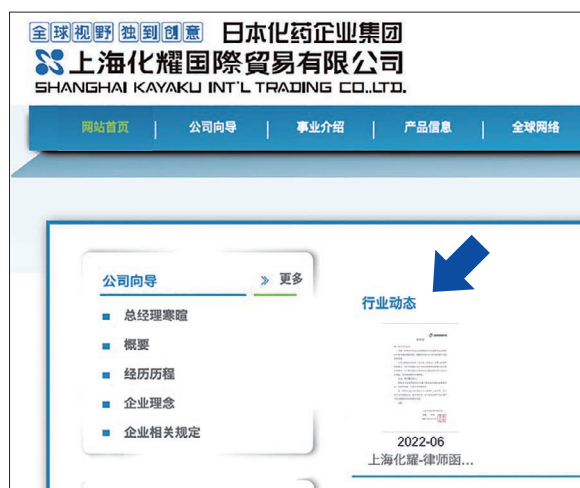 全球视野 独到创意 日本化药企业集团
上海化耀国際貿易有限公司
SHANGHAI KAYAKU INT'L TRADING CO.,LTD.
网站首页 | 公司向导 | 事业介绍 | 产品信息 | 全球网络
公司向导
» 更多
总经理寒暄
概要
经历历程
企业理念
企业相关规定
行业动态
2022-06
上海化耀-律师函...